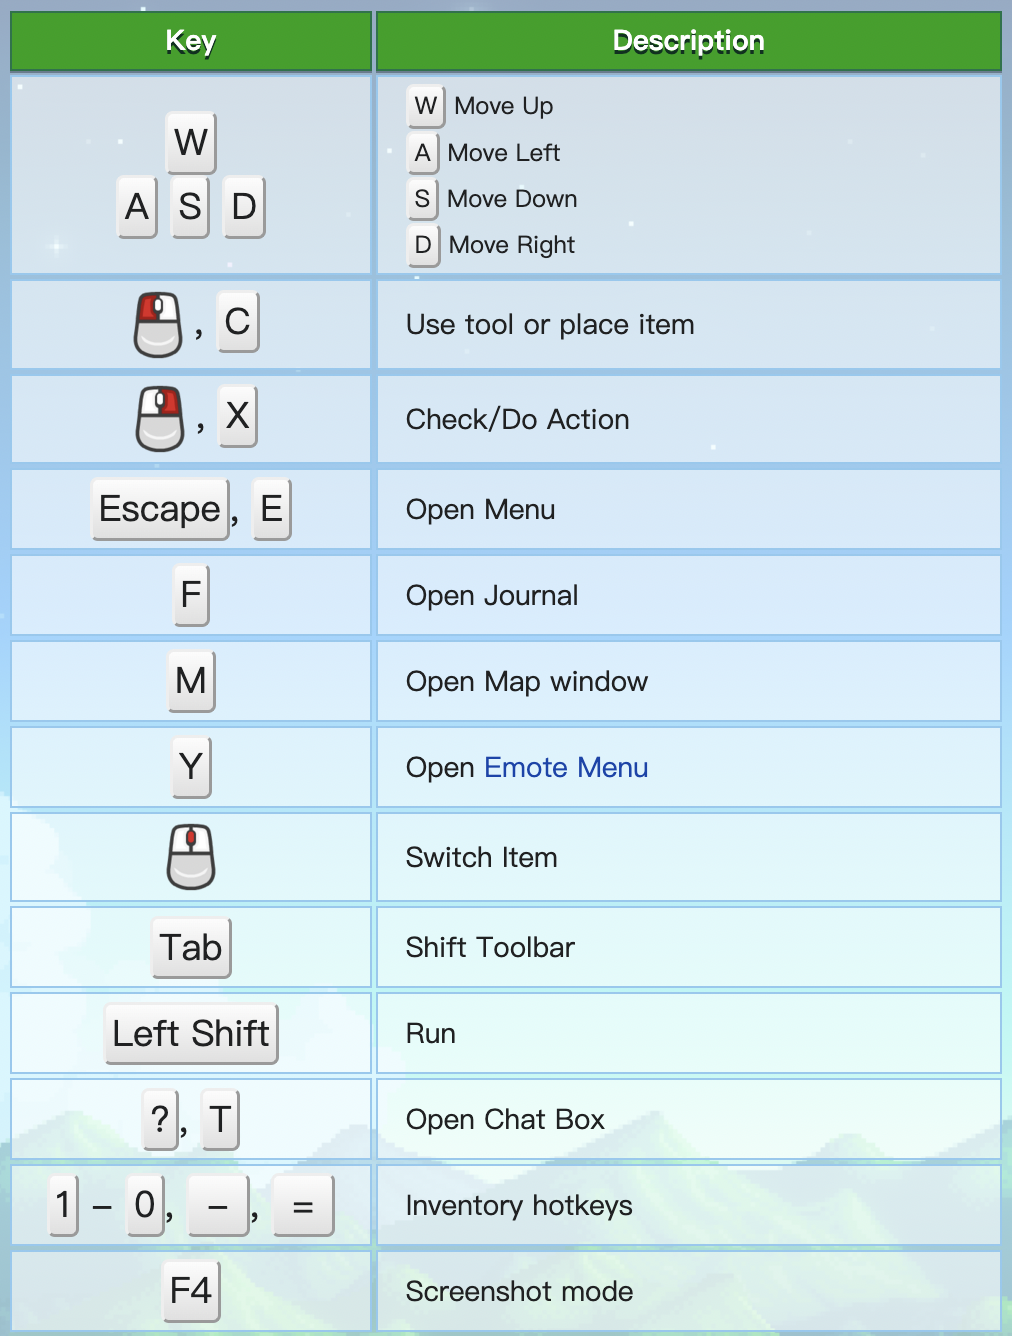 Key Description
W
A S D
W Move Up
A Move Left
S Move Down
D Move Right
, C Use tool or place item
, X Check/Do Action
Escape, E Open Menu
F Open Journal
M Open Map window
Y Open Emote Menu
Switch Item
Tab Shift Toolbar
Left Shift Run
?, T Open Chat Box
1 – 0, -, = Inventory hotkeys
F4 Screenshot mode